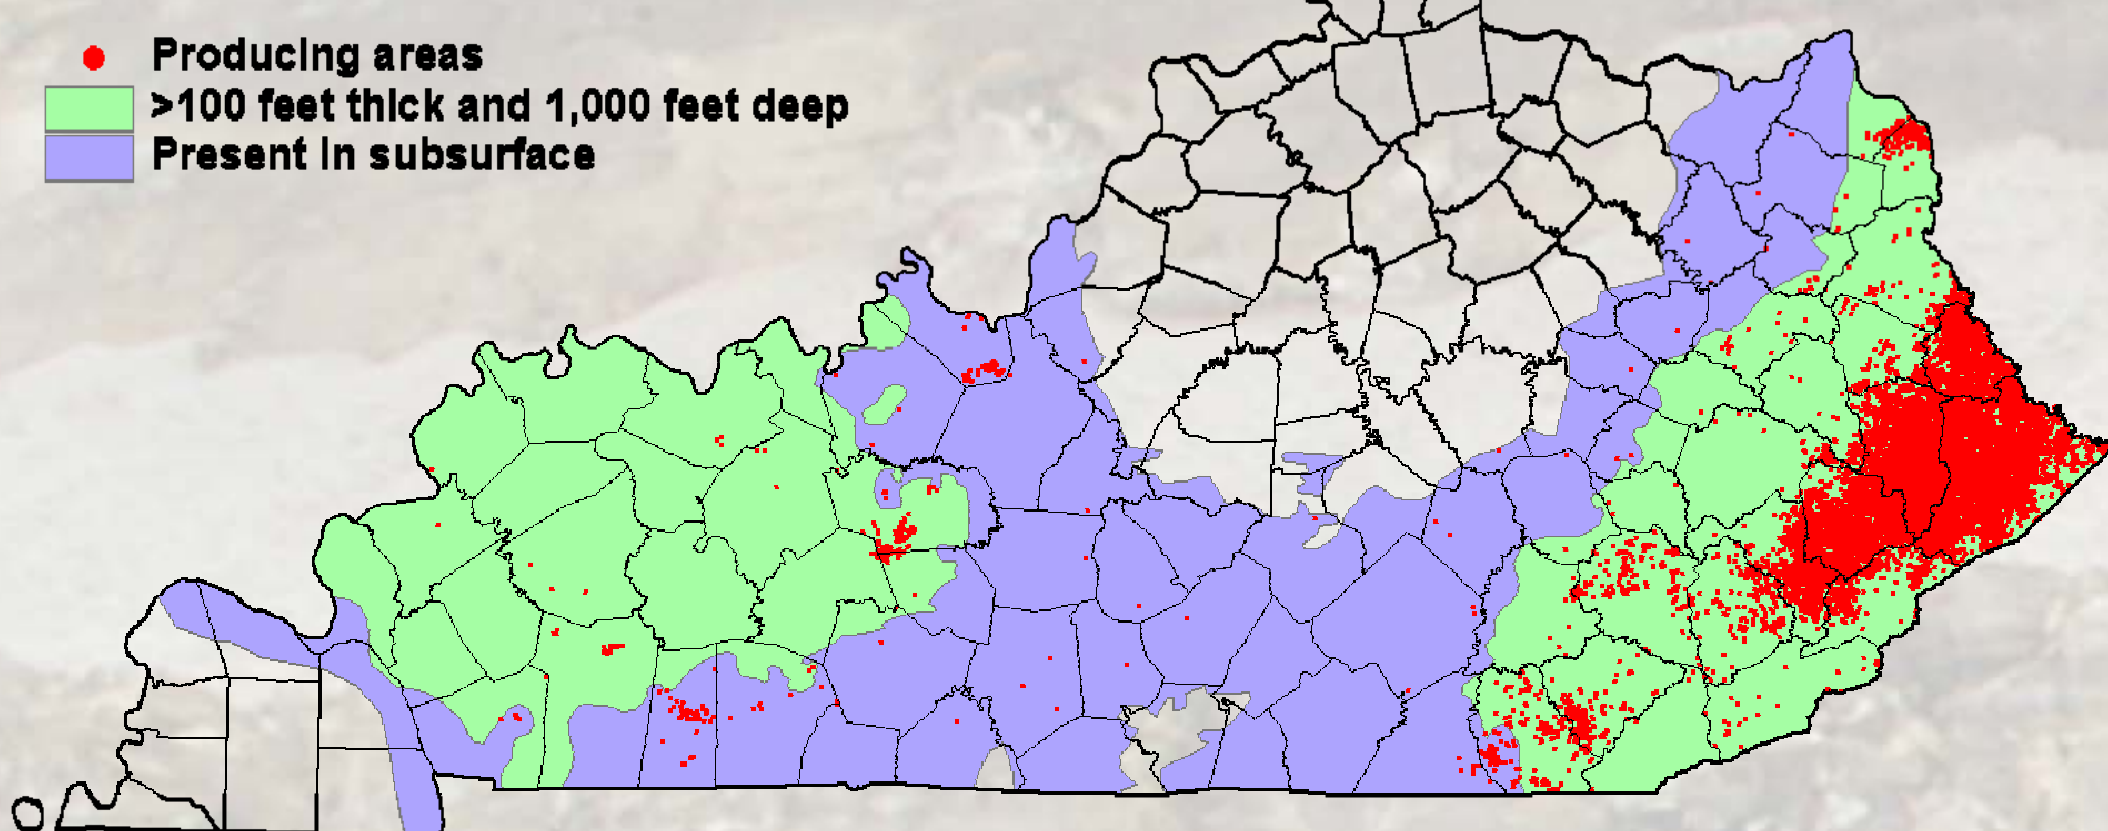 Producing areas
>100 feet thick and 1,000 feet deep
Present in subsurface